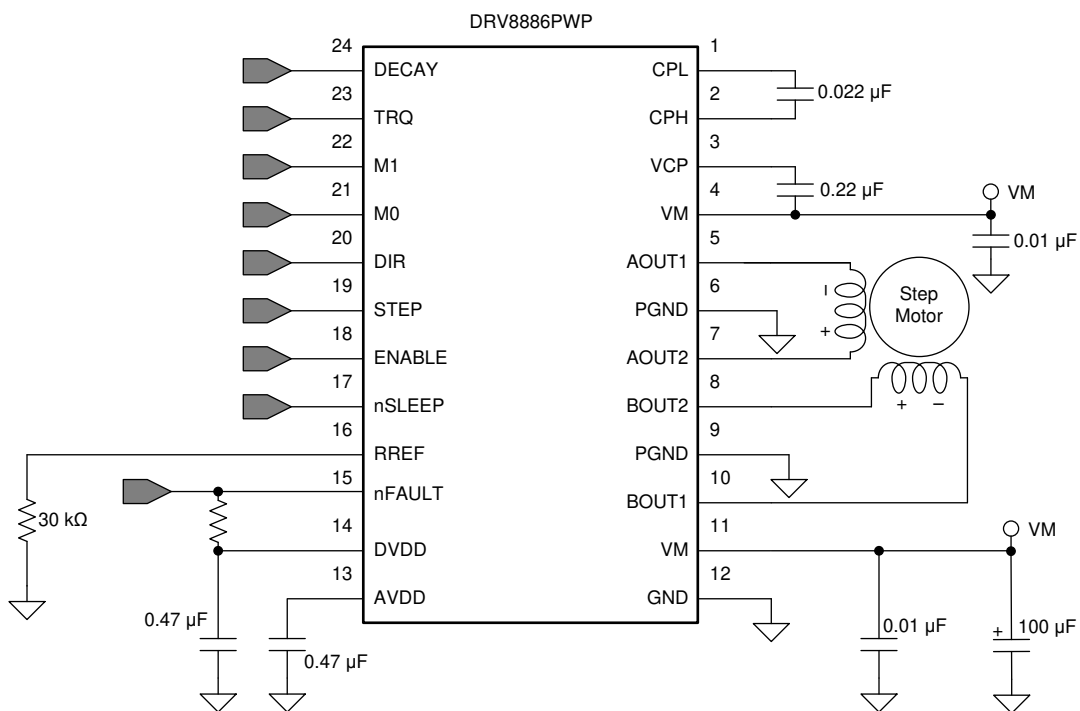 DRV8886PWP
24 DECAY CPL 1
0.022 µF
23 TRQ CPH 2
22 M1 VCP 3
0.22 µF
VM
21 M0 VM 4
0.01 µF
20 DIR AOUT1 5
– +
Step
Motor
19 STEP PGND 6
18 ENABLE AOUT2 7
17 nSLEEP BOUT2 8
+ –
16 RREF PGND 9
15 nFAULT BOUT1 10
30 kΩ
14 DVDD VM 11
VM
13 AVDD GND 12
0.47 µF
0.47 µF
0.01 µF
+ 100 µF